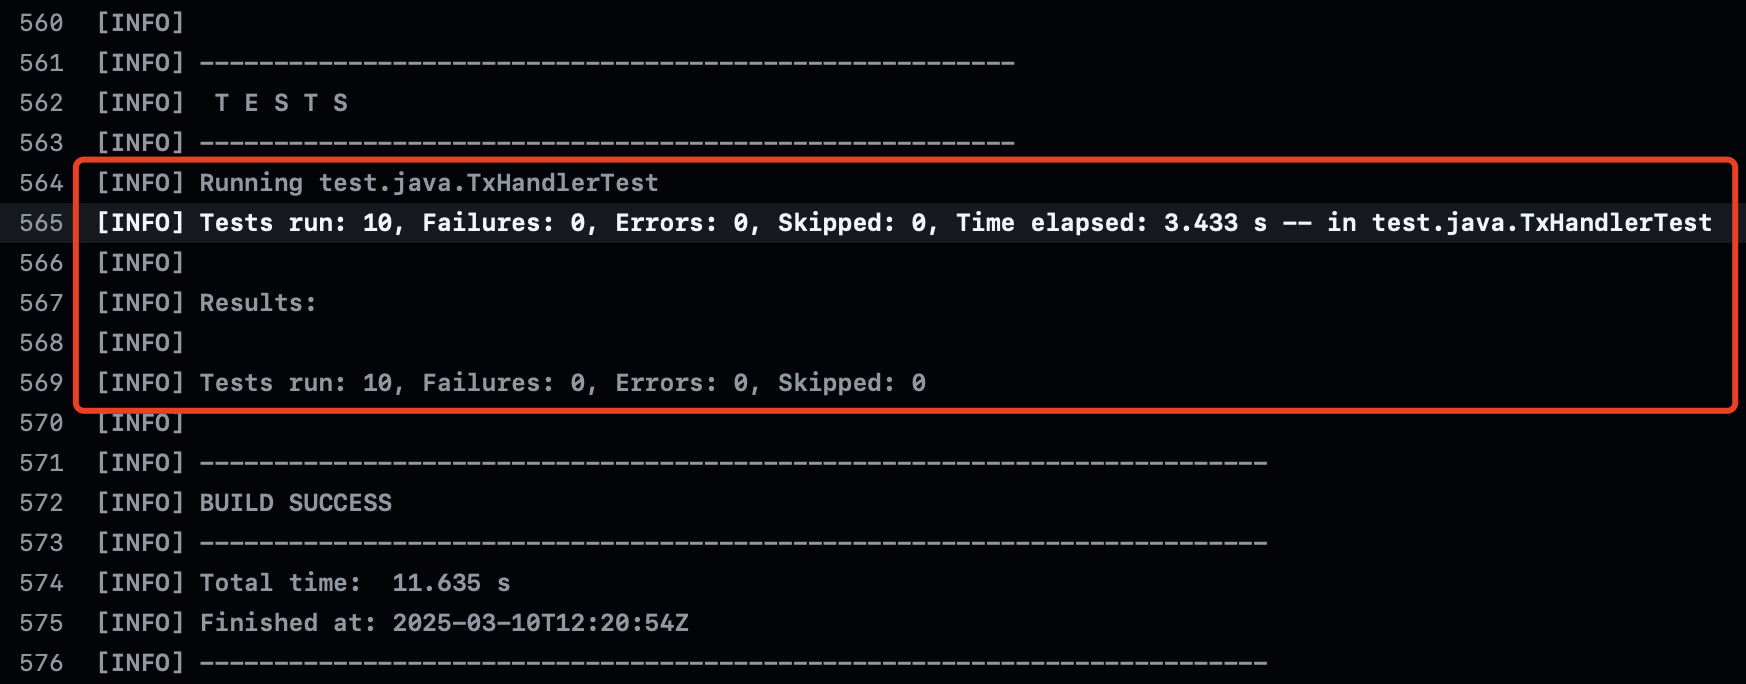 560 [INFO]
561 [INFO] -------------------------------------------------------
562 [INFO]  T E S T S
563 [INFO] -------------------------------------------------------
564 [INFO] Running test.java.TxHandlerTest
565 [INFO] Tests run: 10, Failures: 0, Errors: 0, Skipped: 0, Time elapsed: 3.433 s -- in test.java.TxHandlerTest
566 [INFO]
567 [INFO] Results:
568 [INFO]
569 [INFO] Tests run: 10, Failures: 0, Errors: 0, Skipped: 0
570 [INFO]
571 [INFO] ------------------------------------------------------------------------
572 [INFO] BUILD SUCCESS
573 [INFO] ------------------------------------------------------------------------
574 [INFO] Total time:  11.635 s
575 [INFO] Finished at: 2025-03-10T12:20:54Z
576 [INFO] ------------------------------------------------------------------------